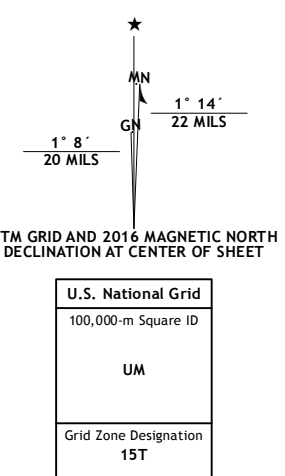 ★
MN
1° 14´
22 MILS
GN
1° 8´
20 MILS
TM GRID AND 2016 MAGNETIC NORTH
DECLINATION AT CENTER OF SHEET
U.S. National Grid
100,000-m Square ID
UM
Grid Zone Designation
15T